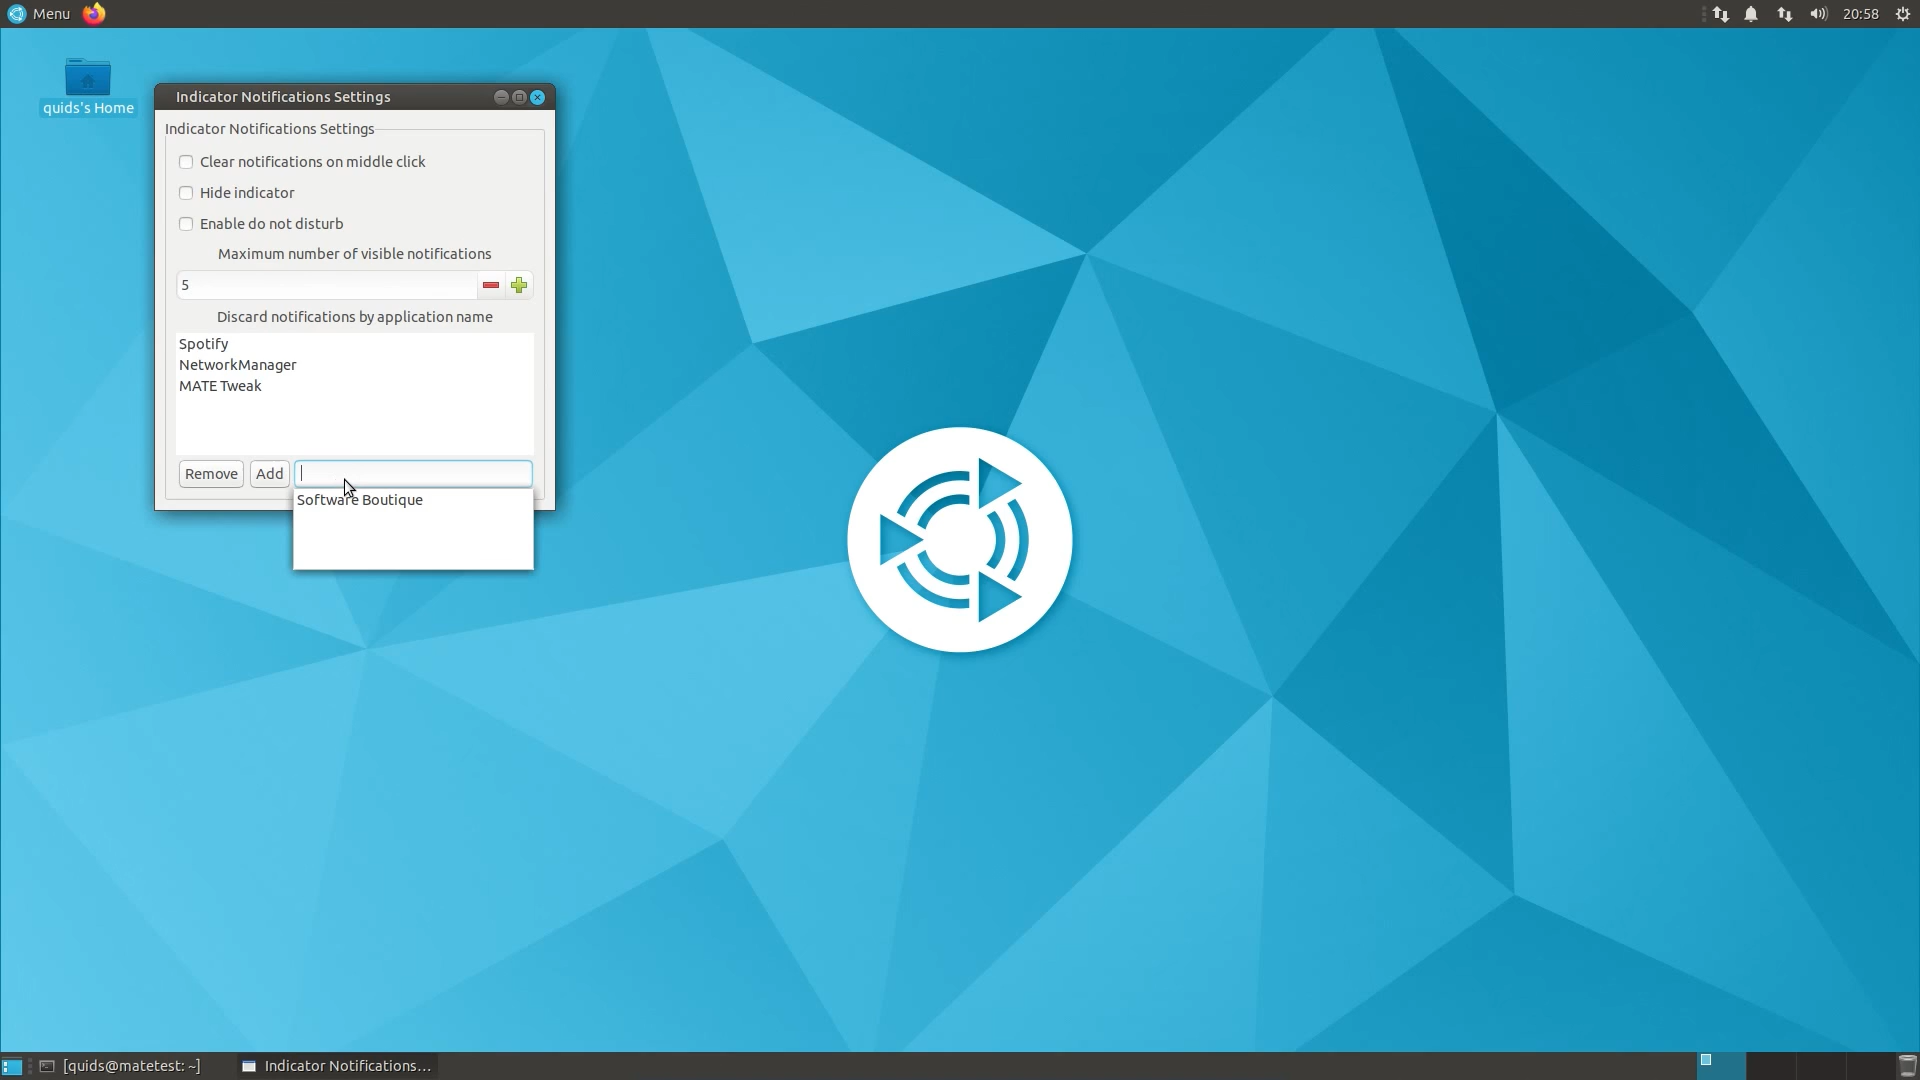 Menu
20:58
quids's Home
Indicator Notifications Settings
Indicator Notifications Settings
Clear notifications on middle click
Hide indicator
Enable do not disturb
Maximum number of visible notifications
5
Discard notifications by application name
Spotify
NetworkManager
MATE Tweak
Remove Add
Software Boutique
[quids@matetest: ~]
Indicator Notifications...